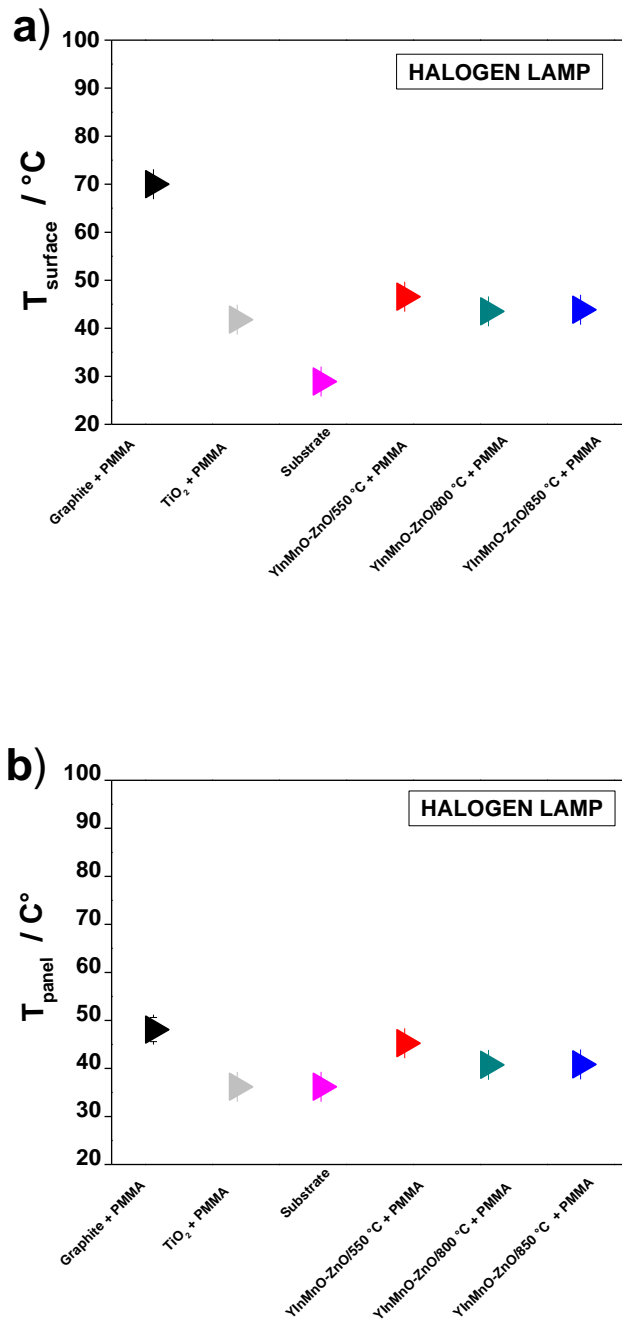 a)
HALOGEN LAMP
T surface / °C
100
90
80
70
60
50
40
30
20
Graphite + PMMA
TiO2 + PMMA
Substrate
YInMnO-ZnO/550 °C + PMMA
YInMnO-ZnO/800 °C + PMMA
YInMnO-ZnO/850 °C + PMMA
b)
HALOGEN LAMP
T panel / C°
100
90
80
70
60
50
40
30
20
Graphite + PMMA
TiO2 + PMMA
Substrate
YInMnO-ZnO/550 °C + PMMA
YInMnO-ZnO/800 °C + PMMA
YInMnO-ZnO/850 °C + PMMA